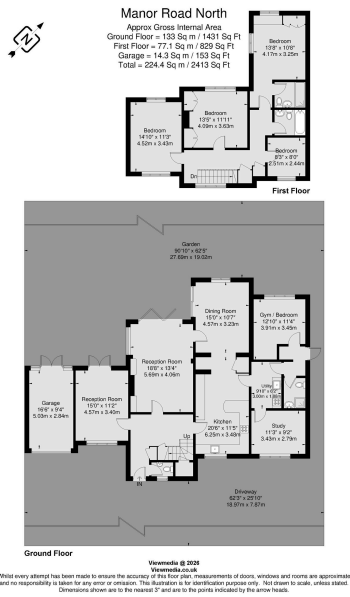 Manor Road North
Approx Gross Internal Area
Ground Floor = 133 Sq m / 1431 Sq Ft
First Floor = 77.1 Sq m / 829 Sq Ft
Garage = 14.3 Sq m / 153 Sq Ft
Total = 224.4 Sq m / 2413 Sq Ft
N
Bedroom
13'8" x 10'8"
4.17m x 3.25m
Bedroom
13'5" x 11'11"
4.09m x 3.63m
Bedroom
14'10" x 11'3"
4.52m x 3.43m
Bedroom
8'3" x 8'0"
2.51m x 2.44m
Dn
First Floor
Garden
90'10" x 62'5"
27.69m x 19.02m
Dining Room
15'0" x 10'7"
4.57m x 3.23m
Gym / Bedroom
12'10" x 11'4"
3.91m x 3.45m
Reception Room
18'8" x 13'4"
5.69m x 4.06m
Garage
16'6" x 9'4"
5.03m x 2.84m
Reception Room
15'0" x 11'2"
4.57m x 3.40m
Utility
Kitchen
20'6" x 11'5"
6.25m x 3.48m
Study
11'3" x 9'2"
3.43m x 2.79m
Up
IN
Driveway
62'3" x 25'10"
18.97m x 7.87m
Ground Floor
Viewmedia @ 2026
Viewmedia.co.uk
Whilst every attempt has been made to ensure the accuracy of this floor plan, measurements of doors, windows and rooms are approximate
and no responsibility is taken for any error or omission. This illustration is for identification purposes only. Not drawn to scale, unless stated.
Dimensions shown are to the nearest 3" and are to the points indicated by the arrow heads.